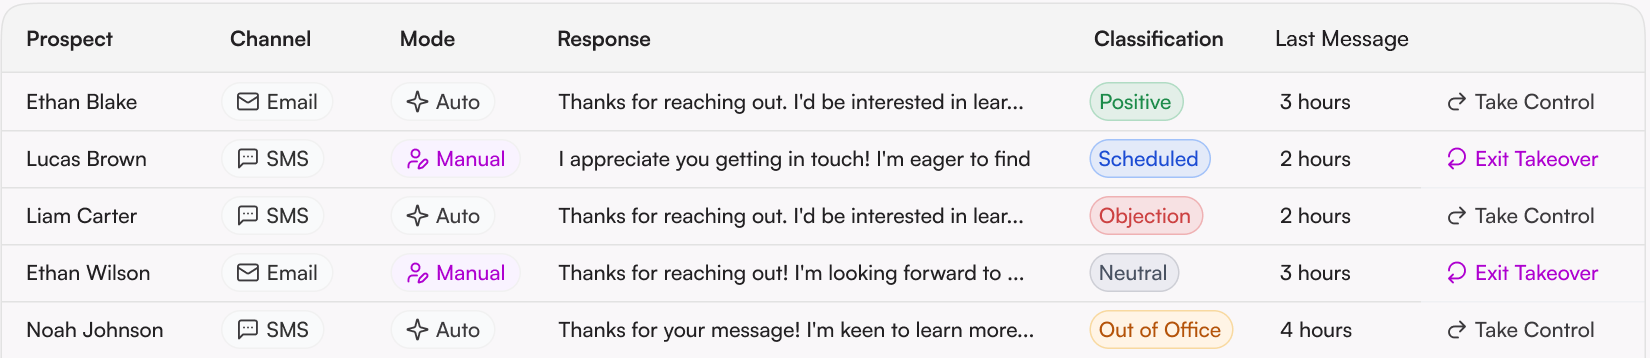 Prospect Channel Mode Response Classification Last Message
Ethan Blake Email Auto Thanks for reaching out. I'd be interested in lear... Positive 3 hours Take Control
Lucas Brown SMS Manual I appreciate you getting in touch! I'm eager to find Scheduled 2 hours Exit Takeover
Liam Carter SMS Auto Thanks for reaching out. I'd be interested in lear... Objection 2 hours Take Control
Ethan Wilson Email Manual Thanks for reaching out! I'm looking forward to ... Neutral 3 hours Exit Takeover
Noah Johnson SMS Auto Thanks for your message! I'm keen to learn more... Out of Office 4 hours Take Control